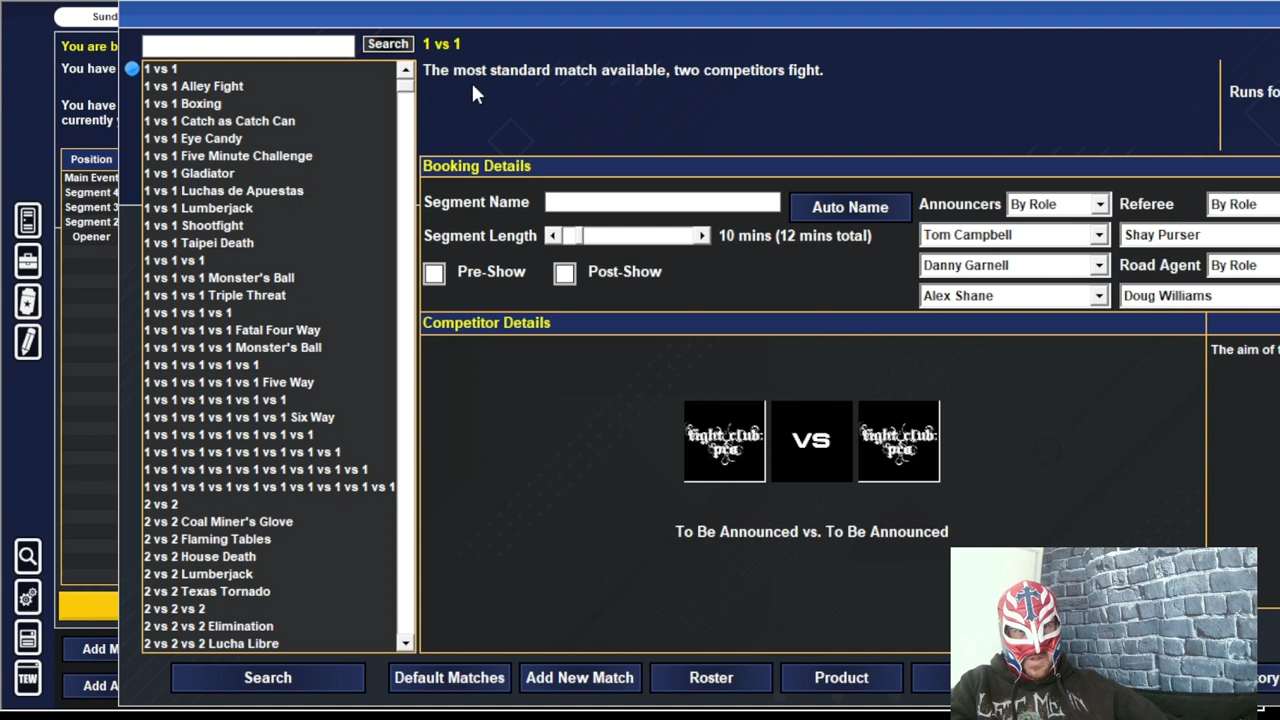 Sund
You are b
You have
You have
currently y
Position
Main Event
Segment 4
Segment 3
Segment 2
Opener
Add M
Add A
TEW
Search
1 vs 1
1 vs 1 Alley Fight
1 vs 1 Boxing
1 vs 1 Catch as Catch Can
1 vs 1 Eye Candy
1 vs 1 Five Minute Challenge
1 vs 1 Gladiator
1 vs 1 Luchas de Apuestas
1 vs 1 Lumberjack
1 vs 1 Shootfight
1 vs 1 Taipei Death
1 vs 1 vs 1
1 vs 1 vs 1 Monster's Ball
1 vs 1 vs 1 Triple Threat
1 vs 1 vs 1 vs 1
1 vs 1 vs 1 vs 1 Fatal Four Way
1 vs 1 vs 1 vs 1 Monster's Ball
1 vs 1 vs 1 vs 1 vs 1
1 vs 1 vs 1 vs 1 vs 1 Five Way
1 vs 1 vs 1 vs 1 vs 1 vs 1
1 vs 1 vs 1 vs 1 vs 1 vs 1 Six Way
1 vs 1 vs 1 vs 1 vs 1 vs 1 vs 1
1 vs 1 vs 1 vs 1 vs 1 vs 1 vs 1 vs 1
1 vs 1 vs 1 vs 1 vs 1 vs 1 vs 1 vs 1 vs 1
1 vs 1 vs 1 vs 1 vs 1 vs 1 vs 1 vs 1 vs 1 vs 1
2 vs 2
2 vs 2 Coal Miner's Glove
2 vs 2 Flaming Tables
2 vs 2 House Death
2 vs 2 Lumberjack
2 vs 2 Texas Tornado
2 vs 2 vs 2
2 vs 2 vs 2 Elimination
2 vs 2 vs 2 Lucha Libre
1 vs 1
The most standard match available, two competitors fight.
Runs fo
Booking Details
Segment Name
Auto Name
Announcers By Role Referee By Role
Segment Length 10 mins (12 mins total)
Tom Campbell Shay Purser
Pre-Show Post-Show
Danny Garnell Road Agent By Role
Alex Shane Doug Williams
Competitor Details
The aim of t
fight club: pro VS fight club: pro
To Be Announced vs. To Be Announced
LET ME IN
Search Default Matches Add New Match Roster Product ory